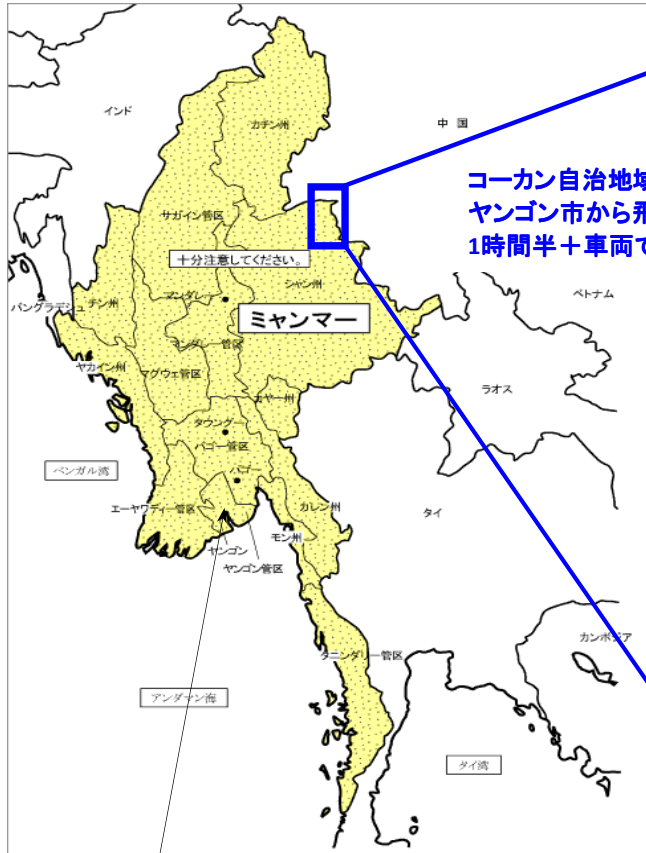 インド
カチン州
中 国
コーカン自治地域
ヤンゴン市から飛
1時間半＋車両で
サガイン管区
十分注意してください。
シャン州
バングラデシュ
チン州
マンダレー
ベトナム
ミャンマー
マンダレー管区
ヤカイン州
マグウェ管区
ラオス
カヤー州
タウングー
バゴー管区
ベンガル湾
バゴー
エーヤワディー管区
カレン州
タイ
モン州
ヤンゴン
ヤンゴン管区
カンボジア
タニンダリー管区
アンダマン海
タイ湾